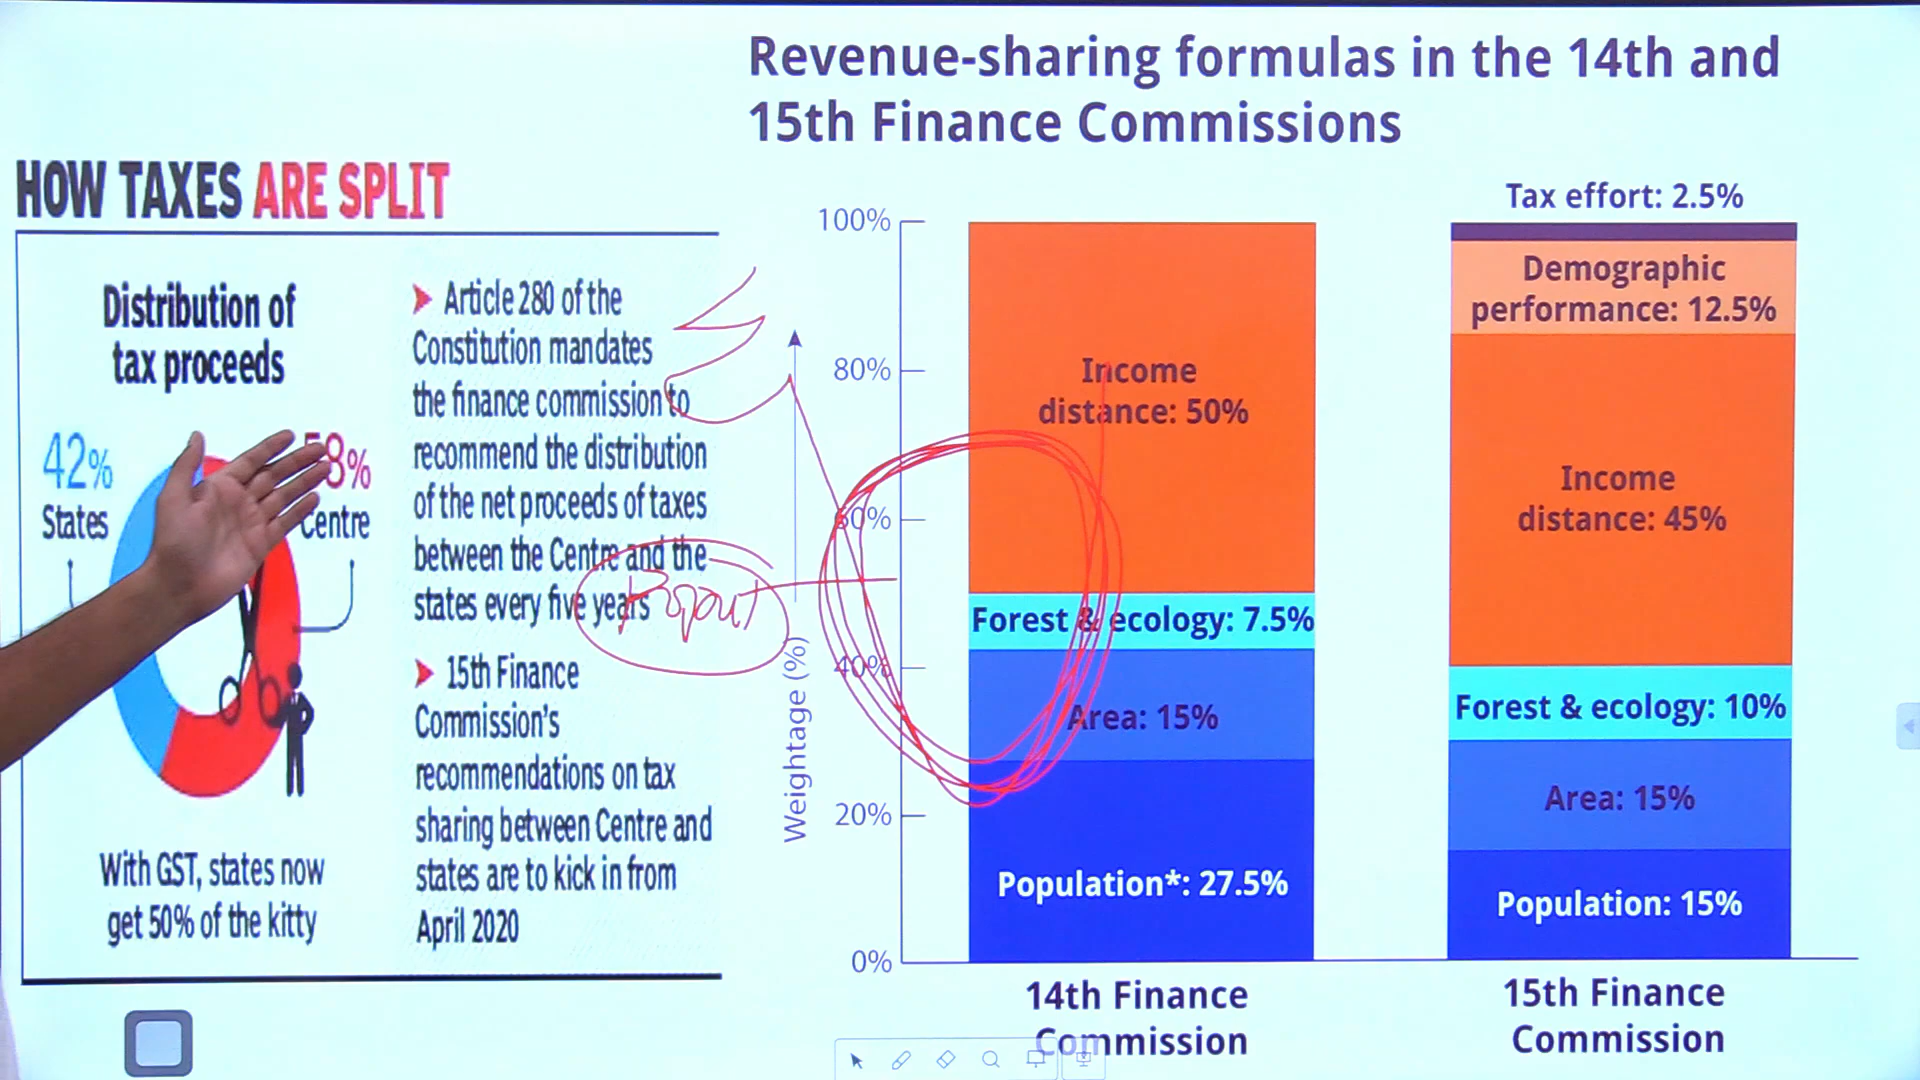 Revenue-sharing formulas in the 14th and
15th Finance Commissions
HOW TAXES ARE SPLIT
Distribution of
tax proceeds
42%
States
58%
Centre
With GST, states now
get 50% of the kitty
Article 280 of the
Constitution mandates
the finance commission to
recommend the distribution
of the net proceeds of taxes
between the Centre and the
states every five years
15th Finance
Commission's
recommendations on tax
sharing between Centre and
states are to kick in from
April 2020
Weightage (%)
100%
80%
60%
40%
20%
0%
Income
distance: 50%
Forest & ecology: 7.5%
Area: 15%
Population*: 27.5%
14th Finance
Commission
Tax effort: 2.5%
Demographic
performance: 12.5%
Income
distance: 45%
Forest & ecology: 10%
Area: 15%
Population: 15%
15th Finance
Commission